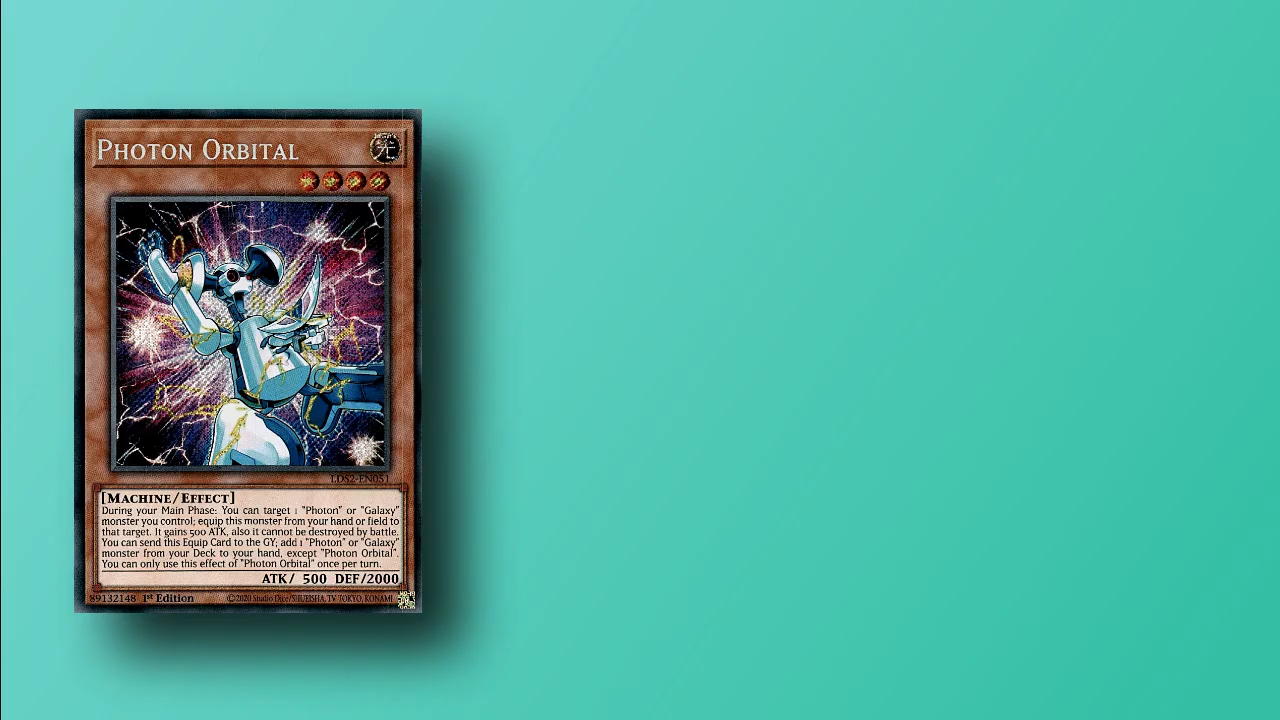 PHOTON ORBITAL
光
LDS2-EN051
[MACHINE/EFFECT]
During your Main Phase: You can target 1 "Photon" or "Galaxy"
monster you control; equip this monster from your hand or field to
that target. It gains 500 ATK, also it cannot be destroyed by battle.
You can send this Equip Card to the GY; add 1 "Photon" or "Galaxy"
monster from your Deck to your hand, except "Photon Orbital".
You can only use this effect of "Photon Orbital" once per turn.
ATK/ 500 DEF/2000
89132148 1st Edition ©2020 Studio Dice/SHUEISHA, TV TOKYO, KONAMI